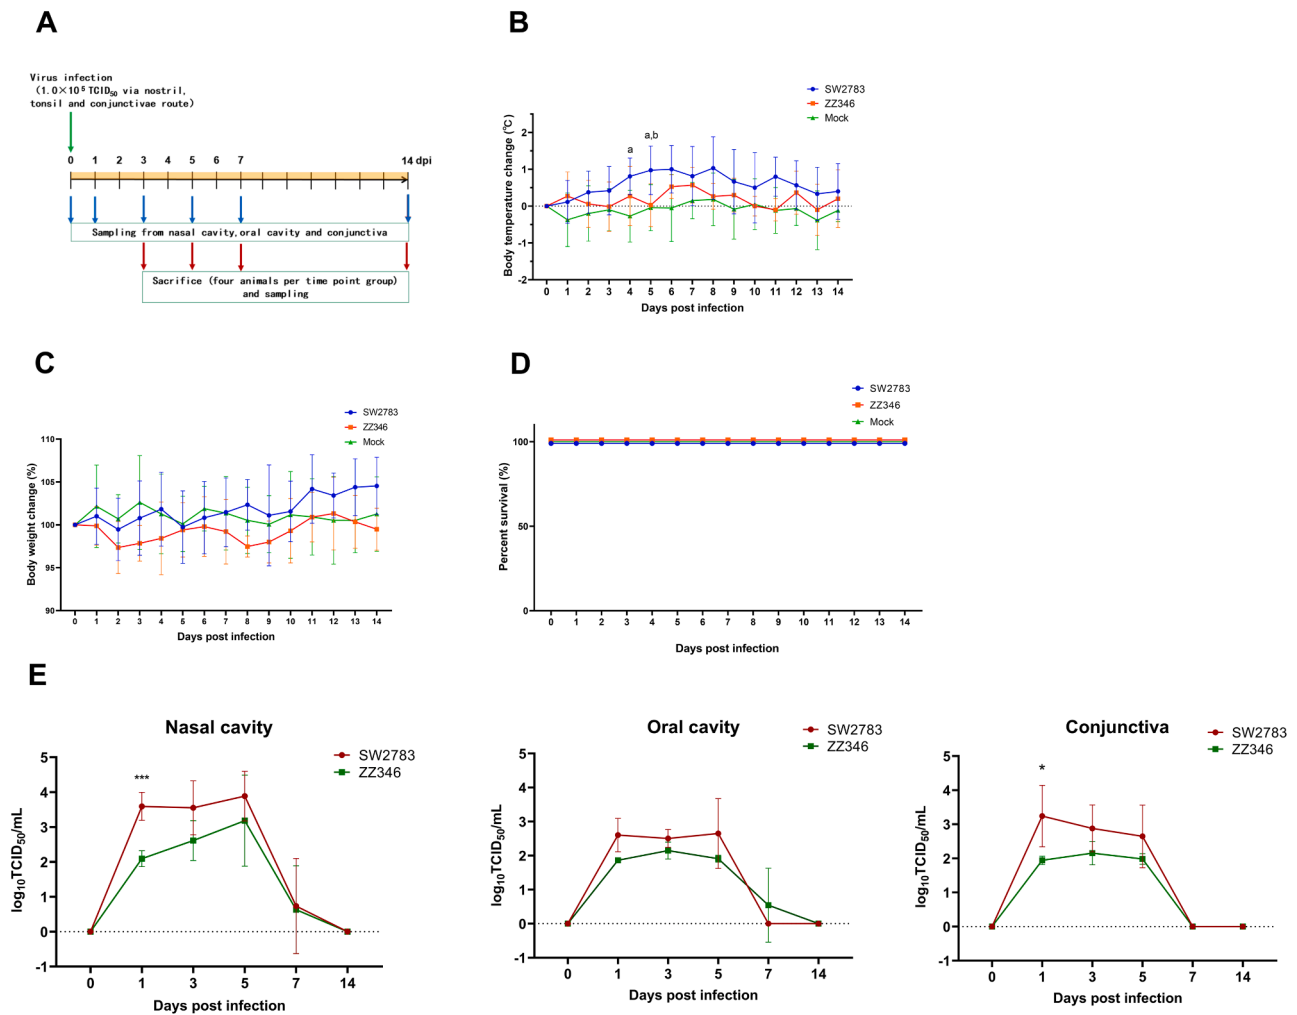 A
Virus infection
(1.0×10⁵ TCID₅₀ via nostril,
tonsil and conjunctivae route)
0 1 2 3 4 5 6 7 14 dpi
Sampling from nasal cavity,oral cavity and conjunctiva
Sacrifice (four animals per time point group)
and sampling
B
SW2783
ZZ346
Mock
Body temperature change (℃)
2
1
0
-1
-2
a
a,b
0 1 2 3 4 5 6 7 8 9 10 11 12 13 14
Days post infection
C
SW2783
ZZ346
Mock
Body weight change (%)
110
105
100
95
90
0 1 2 3 4 5 6 7 8 9 10 11 12 13 14
Days post infection
D
SW2783
ZZ346
Mock
Percent survival (%)
100
50
0
0 1 2 3 4 5 6 7 8 9 10 11 12 13 14
Days post infection
E
Nasal cavity
SW2783
ZZ346
log₁₀TCID₅₀/mL
5
4
3
2
1
0
-1
***
0 1 3 5 7 14
Days post infection
Oral cavity
SW2783
ZZ346
log₁₀TCID₅₀/mL
5
4
3
2
1
0
-1
0 1 3 5 7 14
Days post infection
Conjunctiva
SW2783
ZZ346
log₁₀TCID₅₀/mL
5
4
3
2
1
0
-1
*
0 1 3 5 7 14
Days post infection